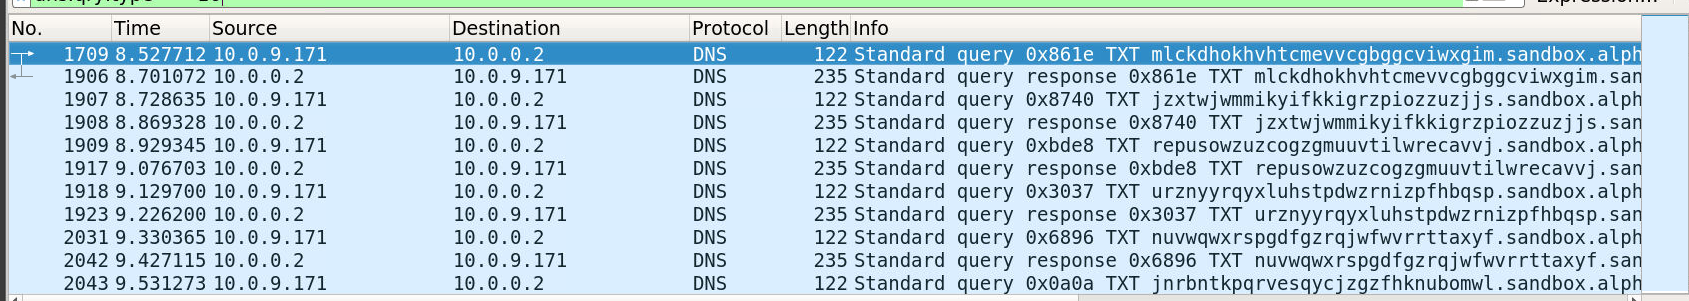 No. Time Source Destination Protocol Length Info
1709 8.527712 10.0.9.171 10.0.0.2 DNS 122 Standard query 0x861e TXT mlckdhokhvhtcmevvcgbggcviwxgim.sandbox.alph
1906 8.701072 10.0.0.2 10.0.9.171 DNS 235 Standard query response 0x861e TXT mlckdhokhvhtcmevvcgbggcviwxgim.san
1907 8.728635 10.0.9.171 10.0.0.2 DNS 122 Standard query 0x8740 TXT jzxtwjwmmikyifkkigrzpiozzuzjjs.sandbox.alph
1908 8.869328 10.0.0.2 10.0.9.171 DNS 235 Standard query response 0x8740 TXT jzxtwjwmmikyifkkigrzpiozzuzjjs.san
1909 8.929345 10.0.9.171 10.0.0.2 DNS 122 Standard query 0xbde8 TXT repusowzuzcogzgmuuvtilwrecavvj.sandbox.alph
1917 9.076703 10.0.0.2 10.0.9.171 DNS 235 Standard query response 0xbde8 TXT repusowzuzcogzgmuuvtilwrecavvj.san
1918 9.129700 10.0.9.171 10.0.0.2 DNS 122 Standard query 0x3037 TXT urznyyrqyxluhstpdwzrnizpfhbqsp.sandbox.alph
1923 9.226200 10.0.0.2 10.0.9.171 DNS 235 Standard query response 0x3037 TXT urznyyrqyxluhstpdwzrnizpfhbqsp.san
2031 9.330365 10.0.9.171 10.0.0.2 DNS 122 Standard query 0x6896 TXT nuvwqwxrspgdfgzrqjwfwvrrttaxyf.sandbox.alph
2042 9.427115 10.0.0.2 10.0.9.171 DNS 235 Standard query response 0x6896 TXT nuvwqwxrspgdfgzrqjwfwvrrttaxyf.san
2043 9.531273 10.0.9.171 10.0.0.2 DNS 122 Standard query 0x0a0a TXT jnrbntkpqrvesqycjzgzfhknubomwl.sandbox.alph